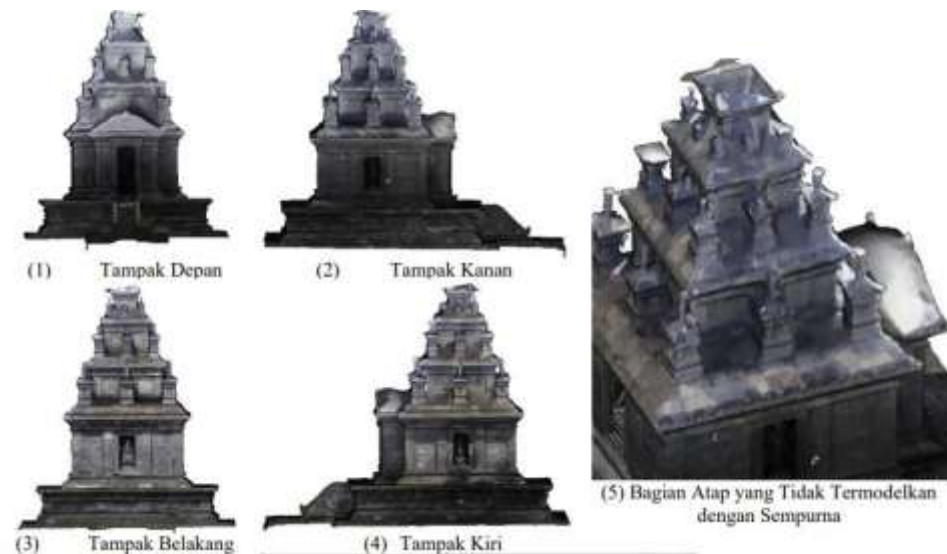 (1) Tampak Depan
(2) Tampak Kanan
(3) Tampak Belakang
(4) Tampak Kiri
(5) Bagian Atap yang Tidak Termodelkan
dengan Sempurna